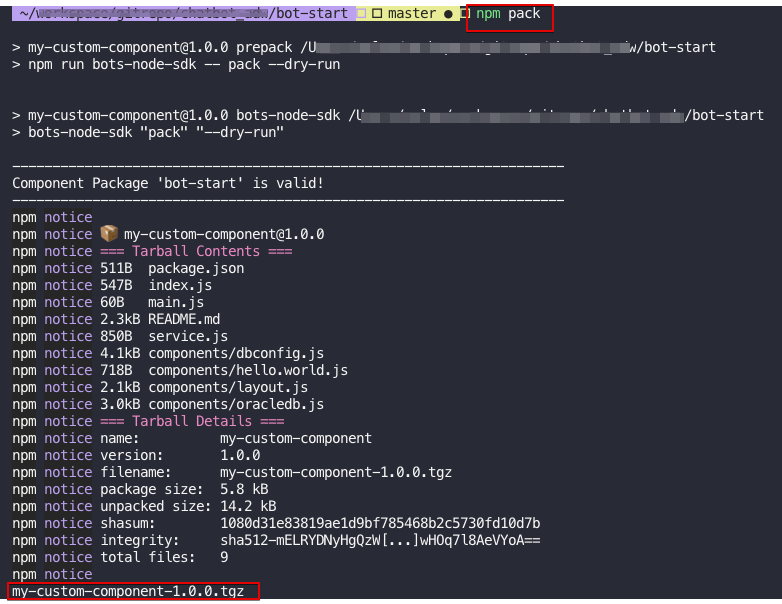 ~/workspace/gitrepo/chatbot_adw/bot-start master ● npm pack
> my-custom-component@1.0.0 prepack /U /bot-start
> npm run bots-node-sdk -- pack --dry-run
> my-custom-component@1.0.0 bots-node-sdk /U /bot-start
> bots-node-sdk "pack" "--dry-run"
---------------------------------------------------------------------
Component Package 'bot-start' is valid!
---------------------------------------------------------------------
npm notice
npm notice 📦 my-custom-component@1.0.0
npm notice === Tarball Contents ===
npm notice 511B package.json
npm notice 547B index.js
npm notice 60B main.js
npm notice 2.3kB README.md
npm notice 850B service.js
npm notice 4.1kB components/dbconfig.js
npm notice 718B components/hello.world.js
npm notice 2.1kB components/layout.js
npm notice 3.0kB components/oracledb.js
npm notice === Tarball Details ===
npm notice name: my-custom-component
npm notice version: 1.0.0
npm notice filename: my-custom-component-1.0.0.tgz
npm notice package size: 5.8 kB
npm notice unpacked size: 14.2 kB
npm notice shasum: 1080d31e83819ae1d9bf785468b2c5730fd10d7b
npm notice integrity: sha512-mELRYDNyHgQzW[...]wHOq7l8AeVYoA==
npm notice total files: 9
npm notice
my-custom-component-1.0.0.tgz